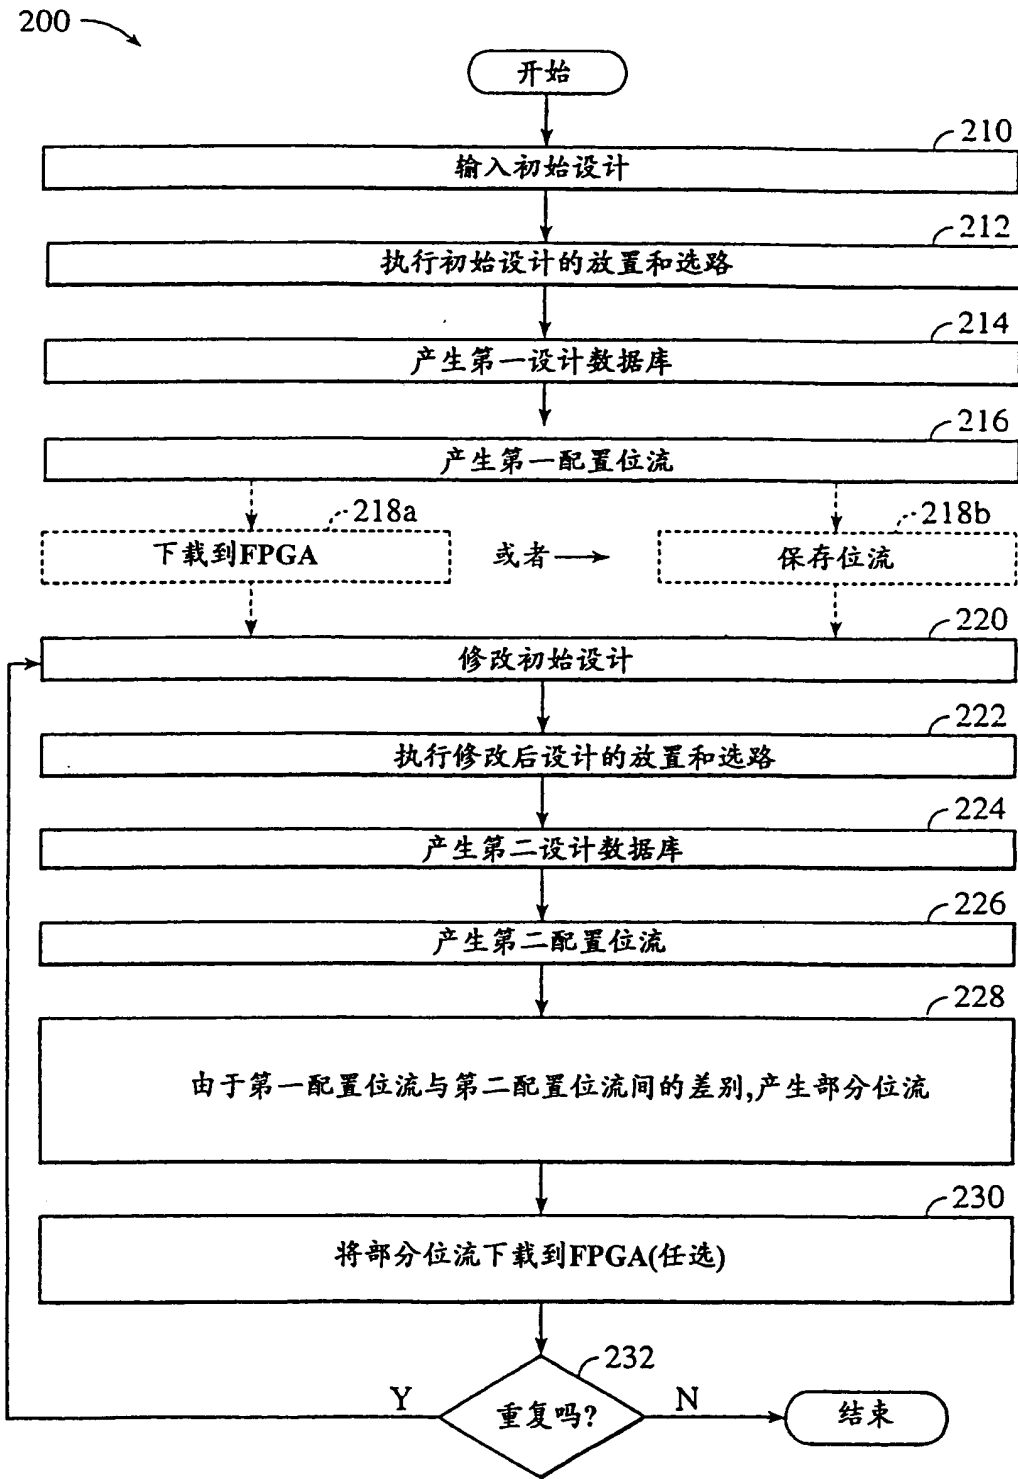 200
开始
210
输入初始设计
212
执行初始设计的放置和选路
214
产生第一设计数据库
216
产生第一配置位流
218a
下载到FPGA
或者
218b
保存位流
220
修改初始设计
222
执行修改后设计的放置和选路
224
产生第二设计数据库
226
产生第二配置位流
228
由于第一配置位流与第二配置位流间的差别,产生部分位流
230
将部分位流下载到FPGA(任选)
232
重复吗?
Y
N
结束